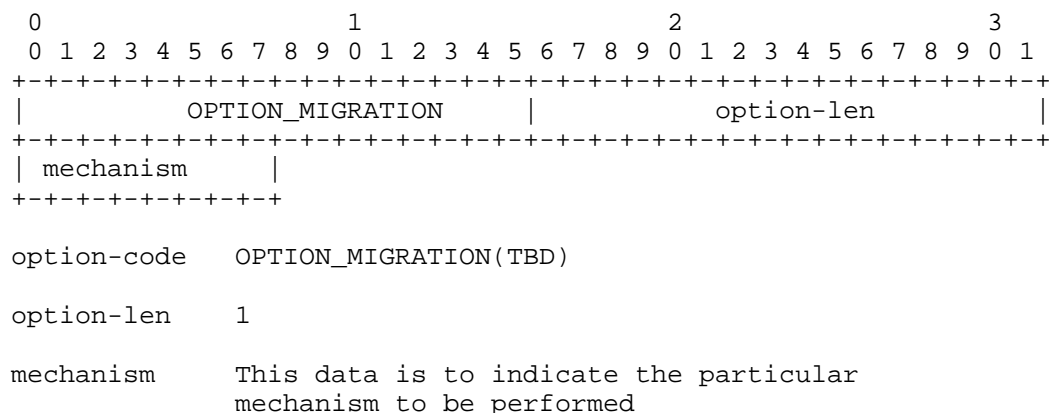 0                   1                   2                   3
 0 1 2 3 4 5 6 7 8 9 0 1 2 3 4 5 6 7 8 9 0 1 2 3 4 5 6 7 8 9 0 1
+-+-+-+-+-+-+-+-+-+-+-+-+-+-+-+-+-+-+-+-+-+-+-+-+-+-+-+-+-+-+-+-+
|          OPTION_MIGRATION     |           option-len          |
+-+-+-+-+-+-+-+-+-+-+-+-+-+-+-+-+-+-+-+-+-+-+-+-+-+-+-+-+-+-+-+-+
| mechanism     |
+-+-+-+-+-+-+-+-+
option-code   OPTION_MIGRATION(TBD)
option-len    1
mechanism     This data is to indicate the particular
              mechanism to be performed